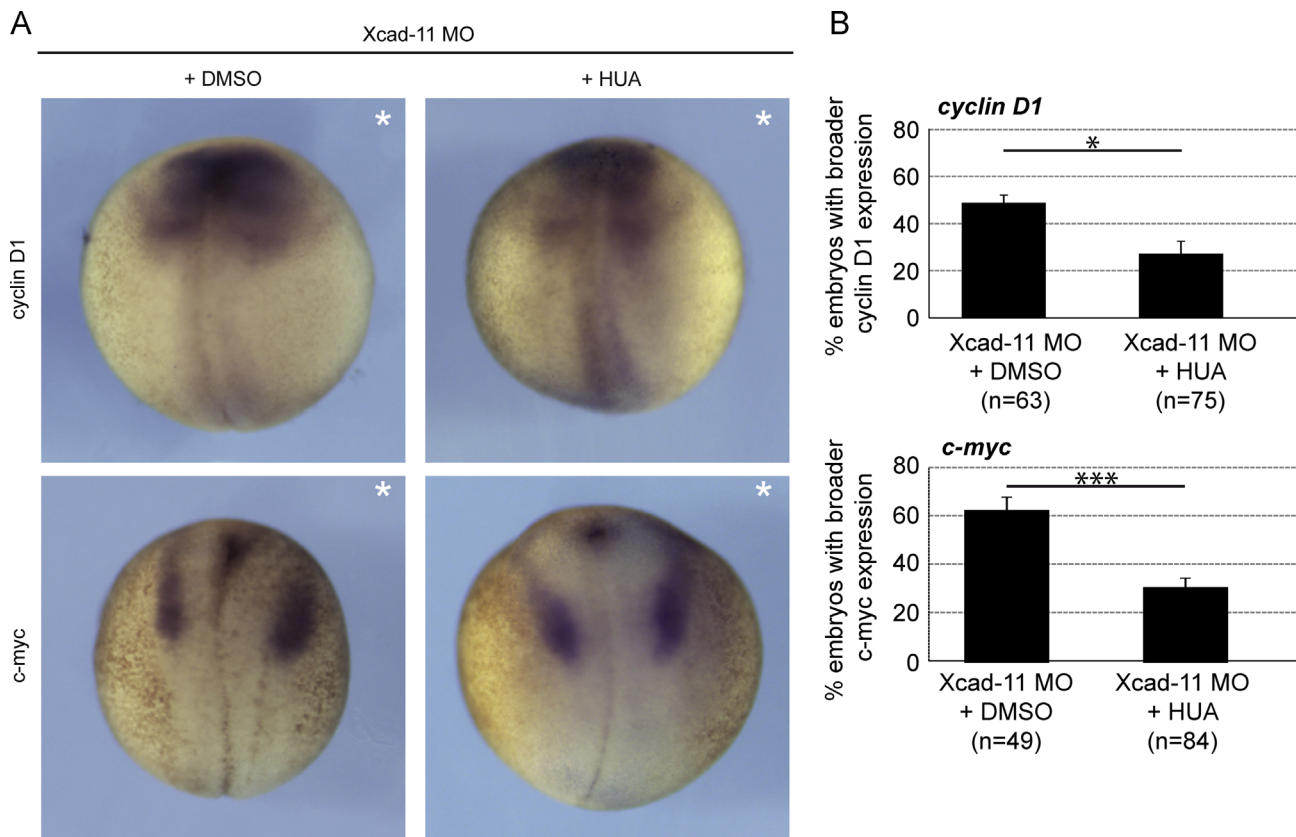 A
Xcad-11 MO
+ DMSO
+ HUA
*
*
cyclin D1
*
*
c-myc
B
cyclin D1
% embryos with broader
cyclin D1 expression
80
60
40
20
0
*
Xcad-11 MO
+ DMSO
(n=63)
Xcad-11 MO
+ HUA
(n=75)
c-myc
% embryos with broader
c-myc expression
80
60
40
20
0
***
Xcad-11 MO
+ DMSO
(n=49)
Xcad-11 MO
+ HUA
(n=84)